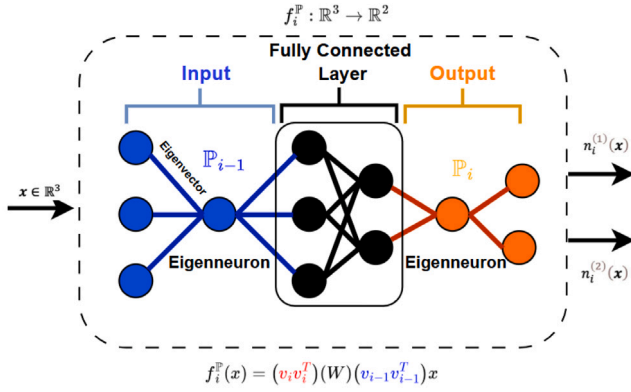 f_i^ℙ : ℝ³ → ℝ²
Fully Connected
Layer
Input
Output
Eigenvector
ℙ_{i−1}
ℙ_i
x ∈ ℝ³
n_i^{(1)}(x)
Eigenneuron
Eigenneuron
n_i^{(2)}(x)
f_i^ℙ(x) = (v_i v_i^T)(W)(v_{i−1} v_{i−1}^T)x